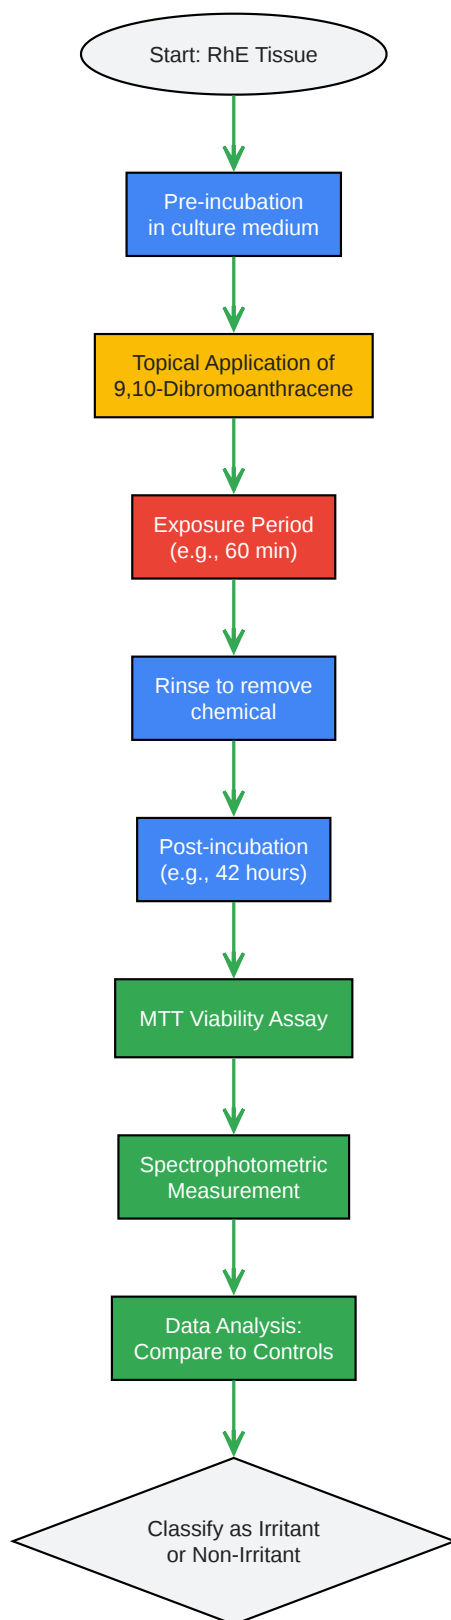 Start: RhE Tissue
Pre-incubation
in culture medium
Topical Application of
9,10-Dibromoanthracene
Exposure Period
(e.g., 60 min)
Rinse to remove
chemical
Post-incubation
(e.g., 42 hours)
MTT Viability Assay
Spectrophotometric
Measurement
Data Analysis:
Compare to Controls
Classify as Irritant
or Non-Irritant